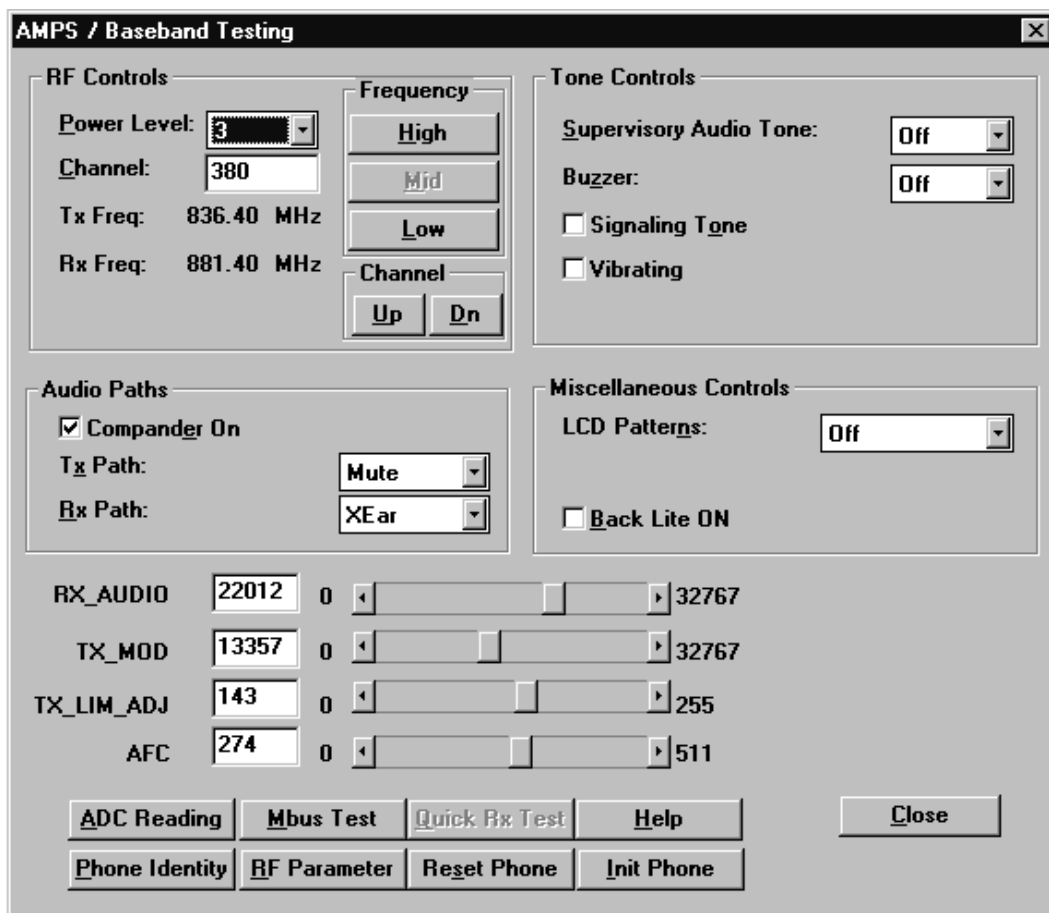 AMPS / Baseband Testing
RF Controls
Power Level: 3
Channel: 380
Tx Freq: 836.40 MHz
Rx Freq: 881.40 MHz
Frequency
High
Mid
Low
Channel
Up Dn
Tone Controls
Supervisory Audio Tone: Off
Buzzer: Off
Signaling Tone
Vibrating
Audio Paths
Compander On
Tx Path: Mute
Rx Path: XEar
Miscellaneous Controls
LCD Patterns: Off
Back Lite ON
RX_AUDIO 22012 0 32767
TX_MOD 13357 0 32767
TX_LIM_ADJ 143 0 255
AFC 274 0 511
ADC Reading Mbus Test Quick Rx Test Help Close
Phone Identity RF Parameter Reset Phone Init Phone